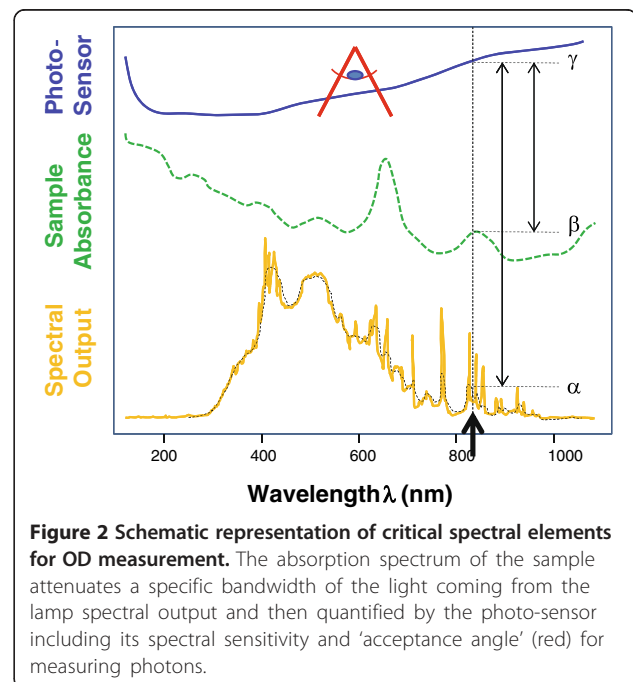 Photo-
Sensor
γ
Sample
Absorbance
β
Spectral
Output
α
200 400 600 800 1000
Wavelength λ (nm)
Figure 2 Schematic representation of critical spectral elements
for OD measurement. The absorption spectrum of the sample
attenuates a specific bandwidth of the light coming from the
lamp spectral output and then quantified by the photo-sensor
including its spectral sensitivity and ‘acceptance angle’ (red) for
measuring photons.